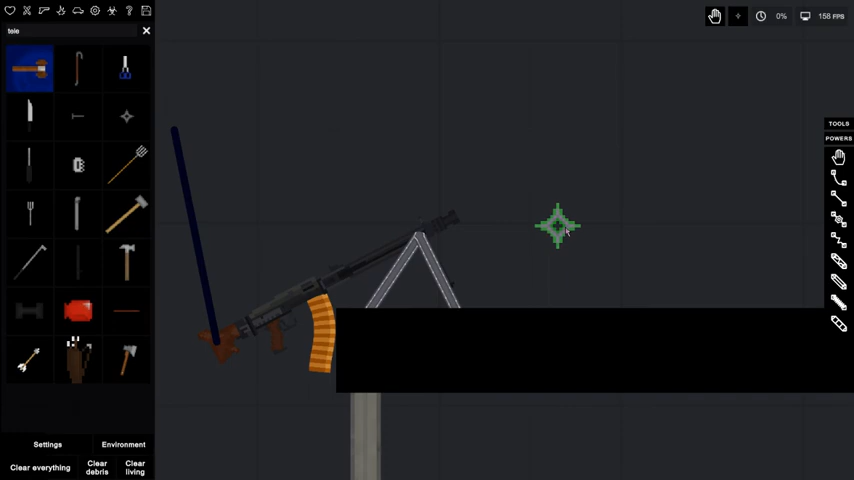 0%
158 FPS
tele
TOOLS
POWERS
Settings
Environment
Clear everything
Clear debris
Clear living